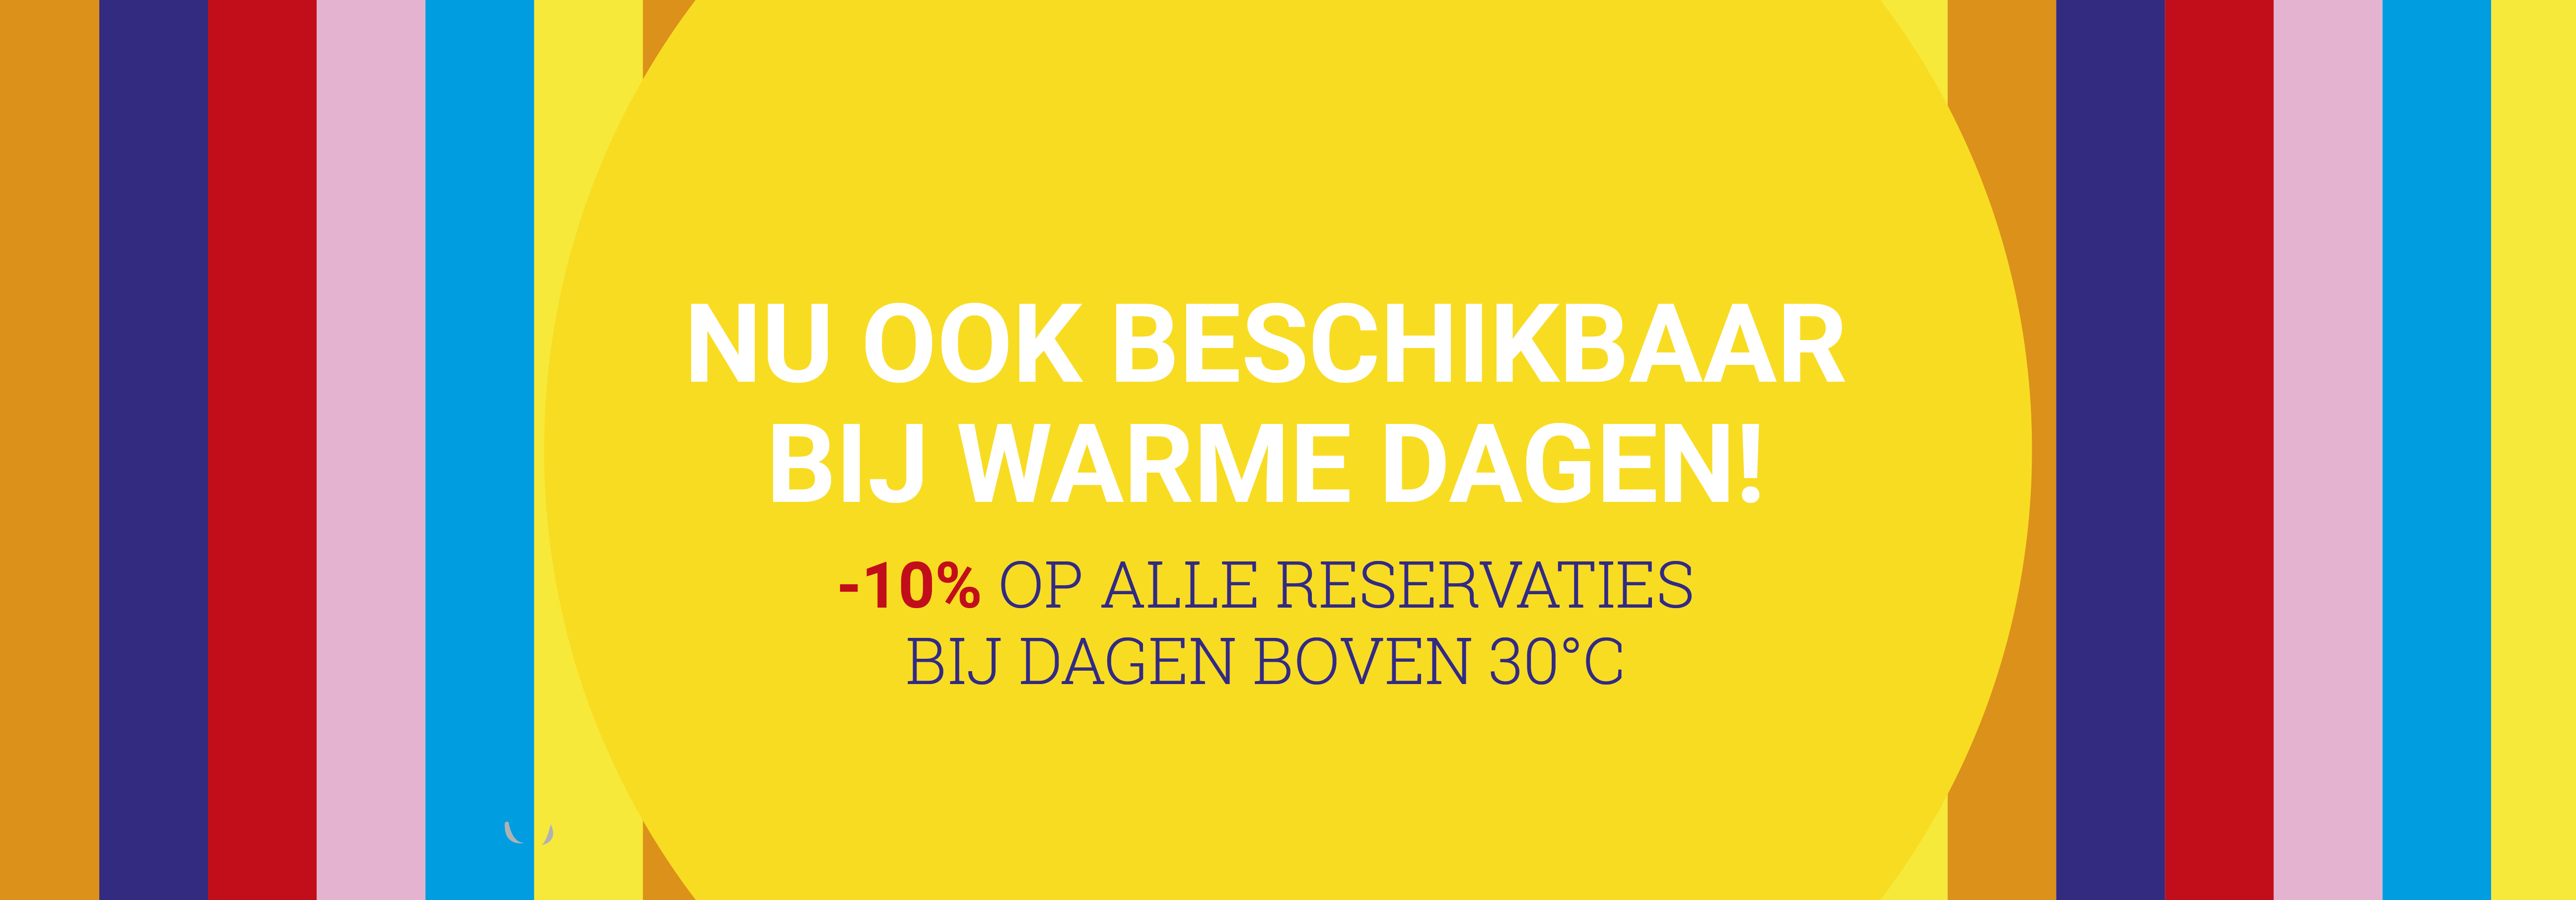 NU OOK BESCHIKBAAR
BIJ WARME DAGEN!
-10% OP ALLE RESERVATIES
BIJ DAGEN BOVEN 30°C